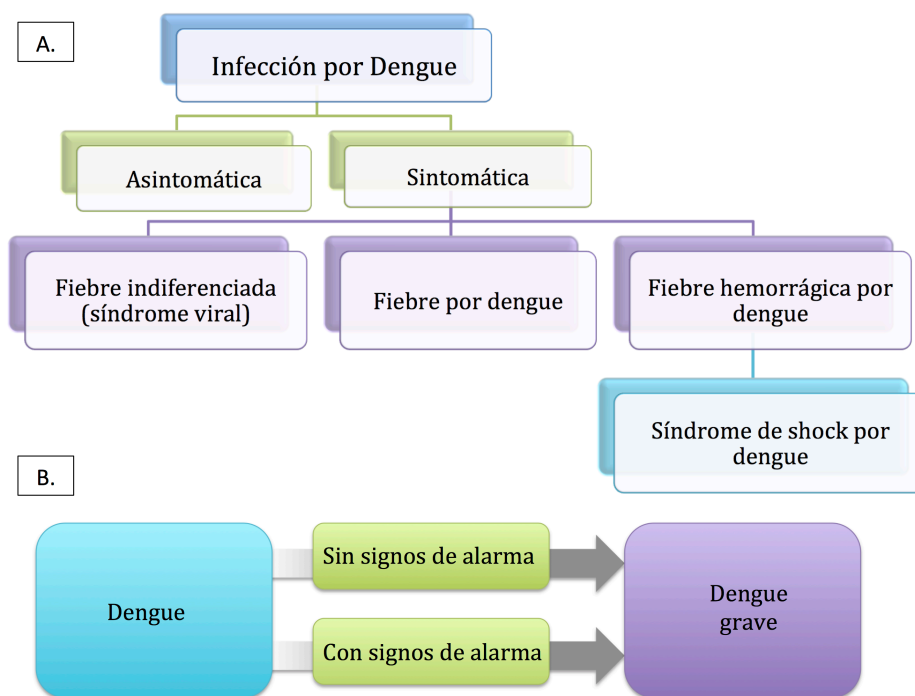 A.
Infección por Dengue
Asintomática
Sintomática
Fiebre indiferenciada
(síndrome viral)
Fiebre por dengue
Fiebre hemorrágica por
dengue
Síndrome de shock por
dengue
B.
Dengue
Sin signos de alarma
Con signos de alarma
Dengue
grave